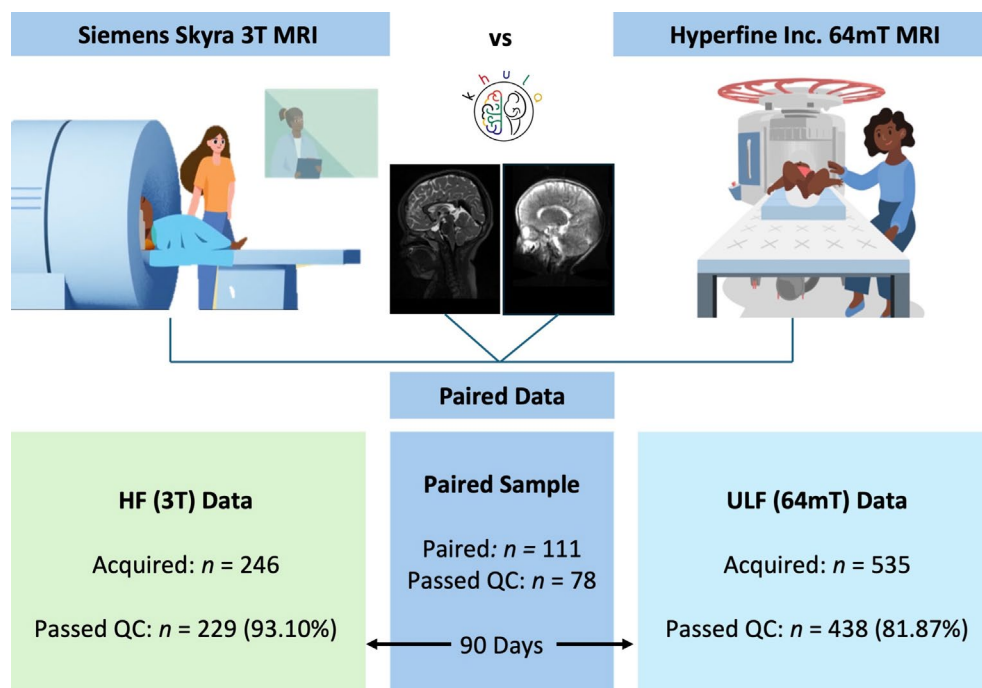 Siemens Skyra 3T MRI
vs
Hyperfine Inc. 64mT MRI
khula
Paired Data
HF (3T) Data
Acquired: n = 246
Passed QC: n = 229 (93.10%)
Paired Sample
Paired: n = 111
Passed QC: n = 78
90 Days
ULF (64mT) Data
Acquired: n = 535
Passed QC: n = 438 (81.87%)